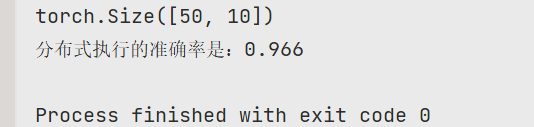 torch.Size([50, 10])
分布式执行的准确率是：0.966
Process finished with exit code 0